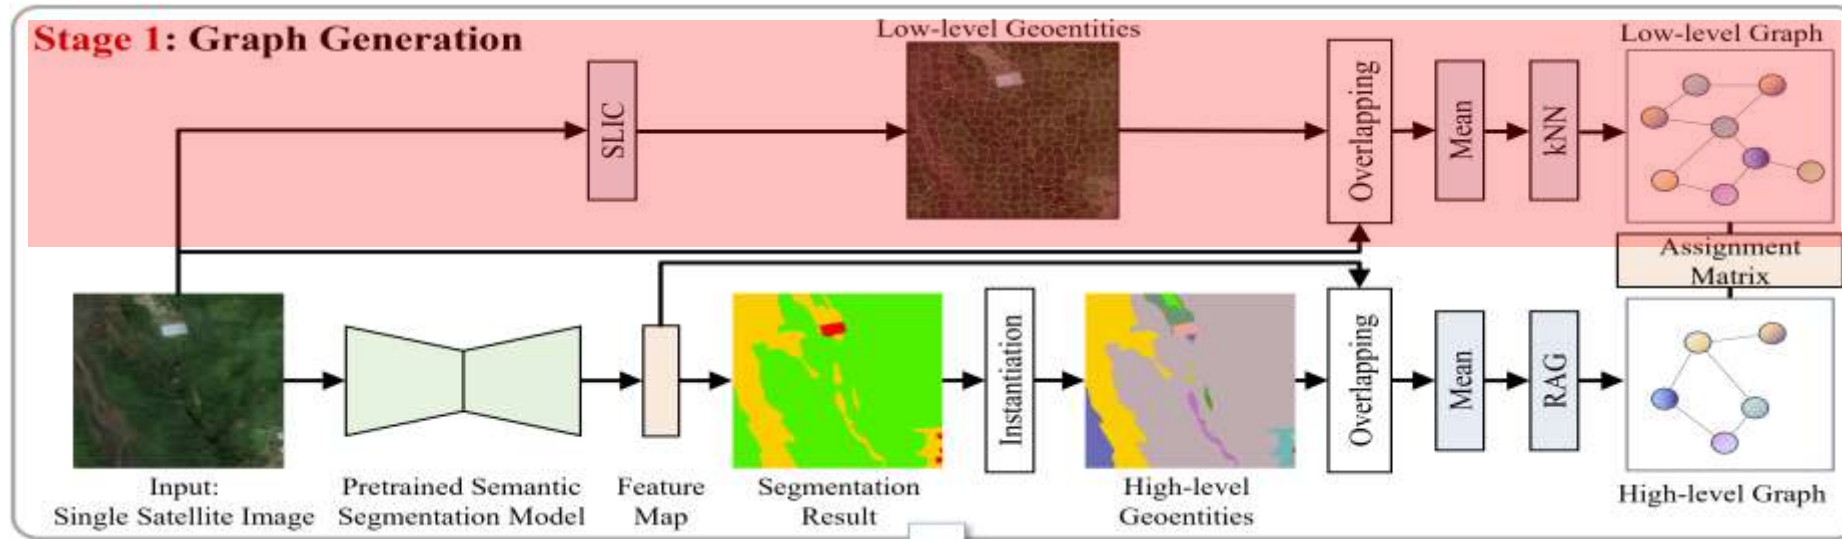 Stage 1: Graph Generation
Low-level Geoentities
Low-level Graph
SLIC
Overlapping
Mean
kNN
Assignment
Matrix
Instantiation
Overlapping
Mean
RAG
Input:
Single Satellite Image
Pretrained Semantic
Segmentation Model
Feature
Map
Segmentation
Result
High-level
Geoentities
High-level Graph